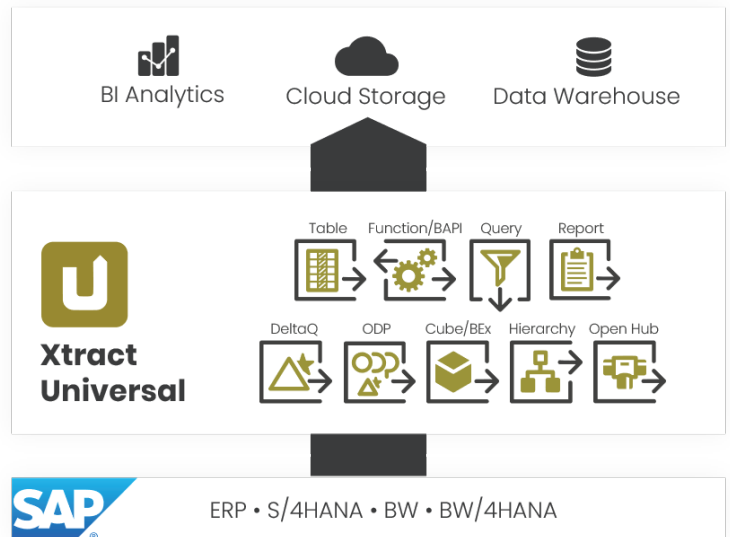 BI Analytics
Cloud Storage
Data Warehouse
Table
Function/BAPI
Query
Report
DeltaQ
ODP
Cube/BEx
Hierarchy
Open Hub
ODP
Xtract
Universal
SAP
®
ERP • S/4HANA • BW • BW/4HANA